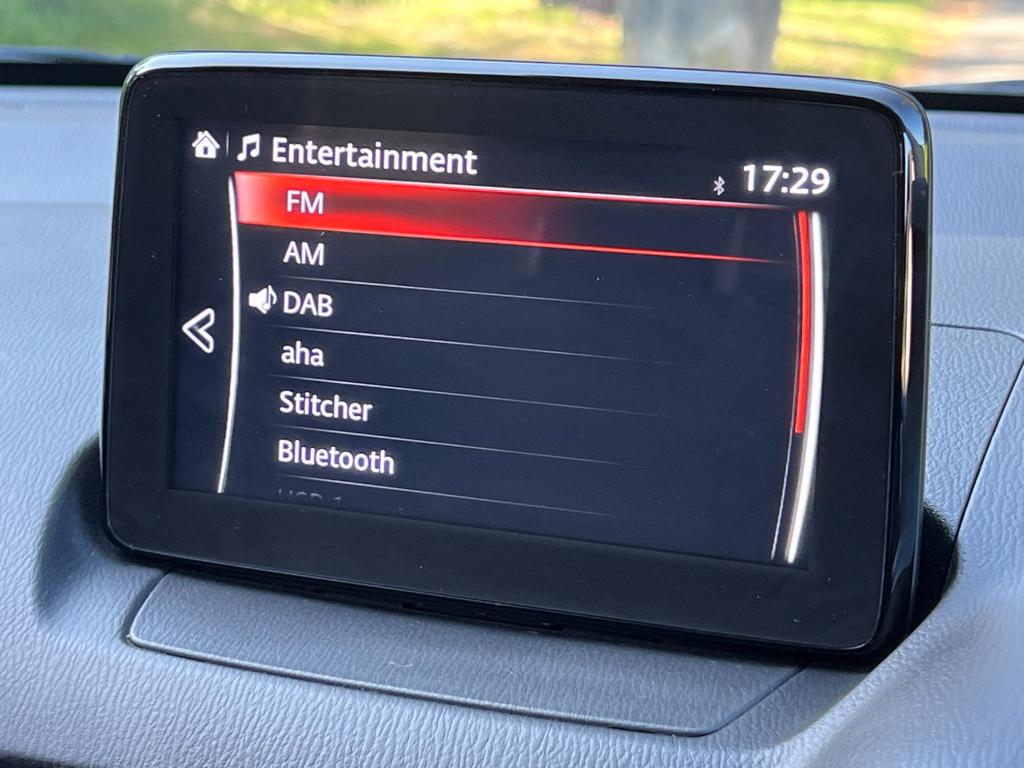 Entertainment
17:29
FM
AM
DAB
aha
Stitcher
Bluetooth